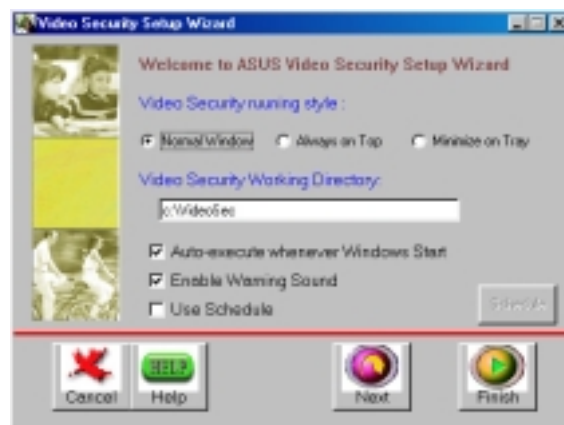 Video Security Setup Wizard
Welcome to ASUS Video Security Setup Wizard
Video Security ruuning style :
Normal Window Always on Top Minimize on Tray
Video Security Working Directory:
c:\VideoSec
Auto-execute whenever Windows Start
Enable Warning Sound
Use Schedule
Schedule
HELP
Cancel Help Next Finish